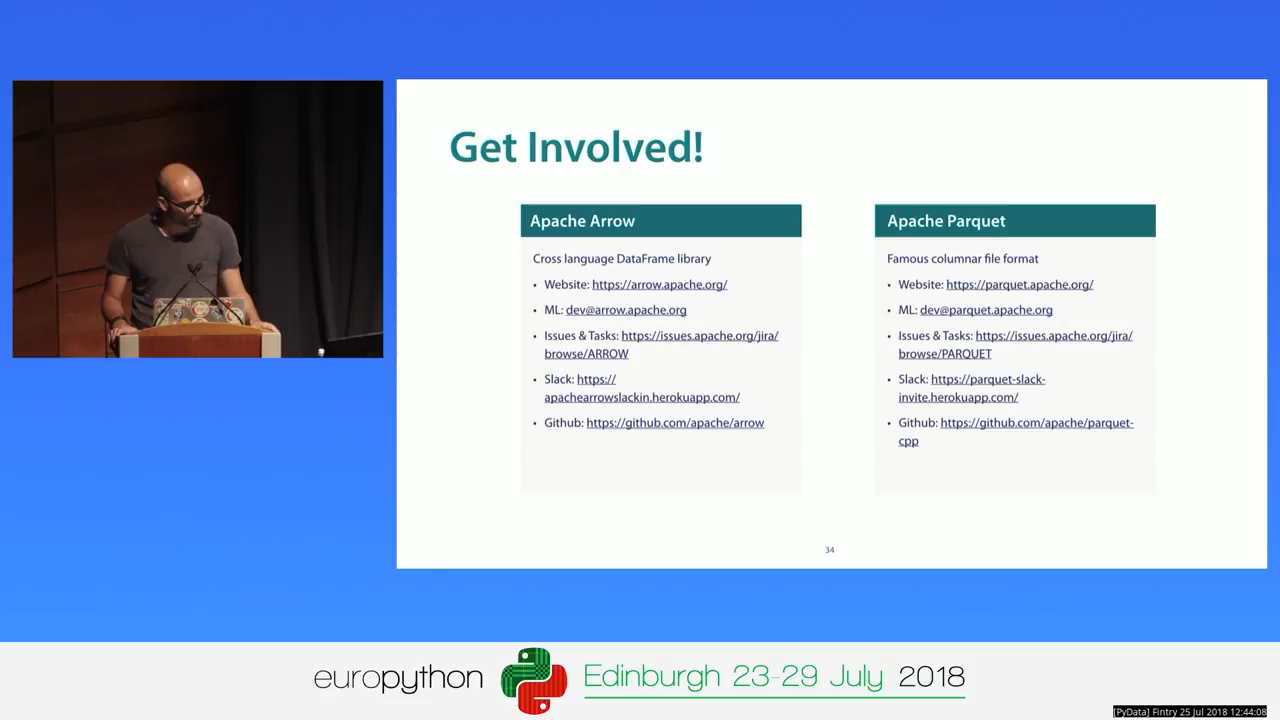 Get Involved!
Apache Arrow
Cross language DataFrame library
• Website: https://arrow.apache.org/
• ML: dev@arrow.apache.org
• Issues & Tasks: https://issues.apache.org/jira/
browse/ARROW
• Slack: https://
apachearrowslackin.herokuapp.com/
• Github: https://github.com/apache/arrow
Apache Parquet
Famous columnar file format
• Website: https://parquet.apache.org/
• ML: dev@parquet.apache.org
• Issues & Tasks: https://issues.apache.org/jira/
browse/PARQUET
• Slack: https://parquet-slack-
invite.herokuapp.com/
• Github: https://github.com/apache/parquet-
cpp
34
europython Edinburgh 23-29 July 2018
[PyData] Fintry 25 Jul 2018 12:44:08